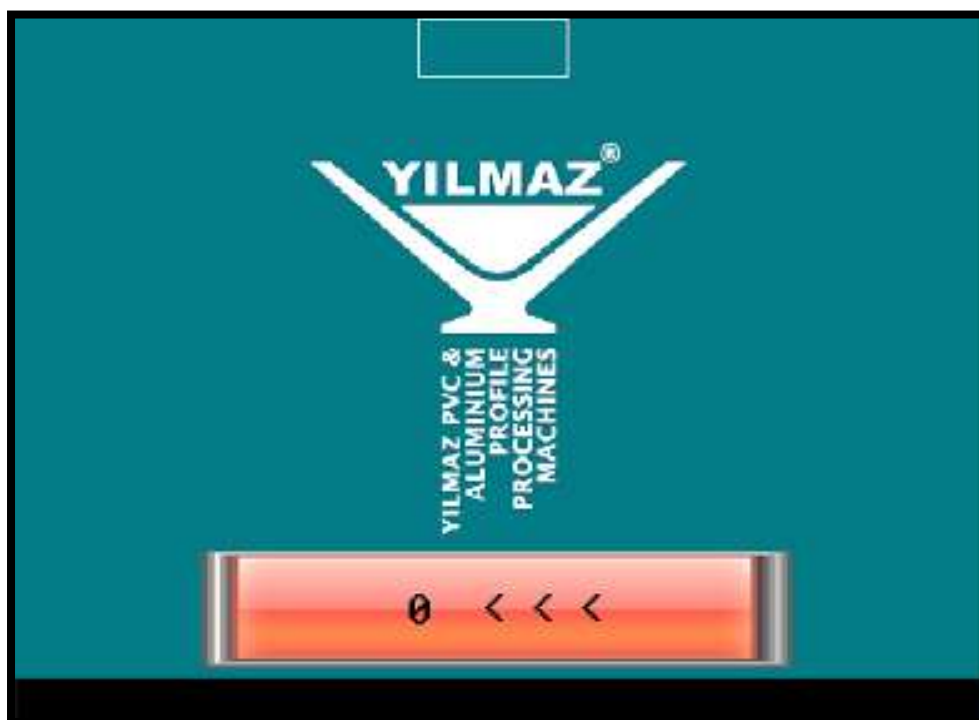 YILMAZ®
YILMAZ PVC &
ALUMINIUM
PROFILE
PROCESSING
MACHINES
0 < < <